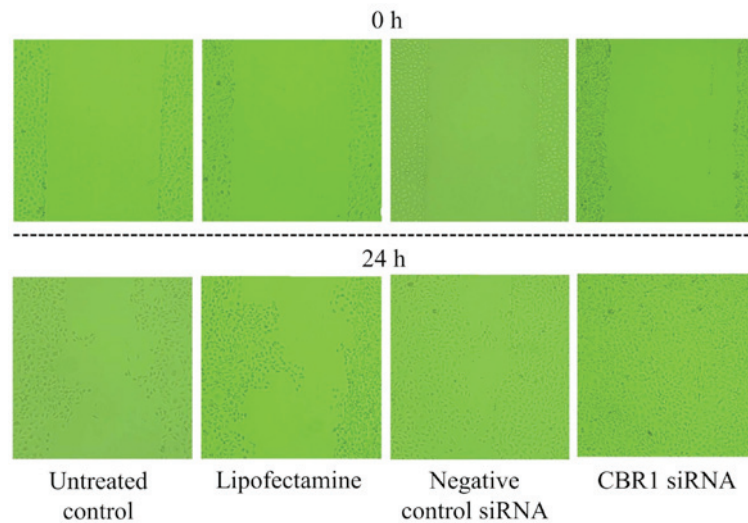 0 h
24 h
Untreated
control
Lipofectamine
Negative
control siRNA
CBR1 siRNA